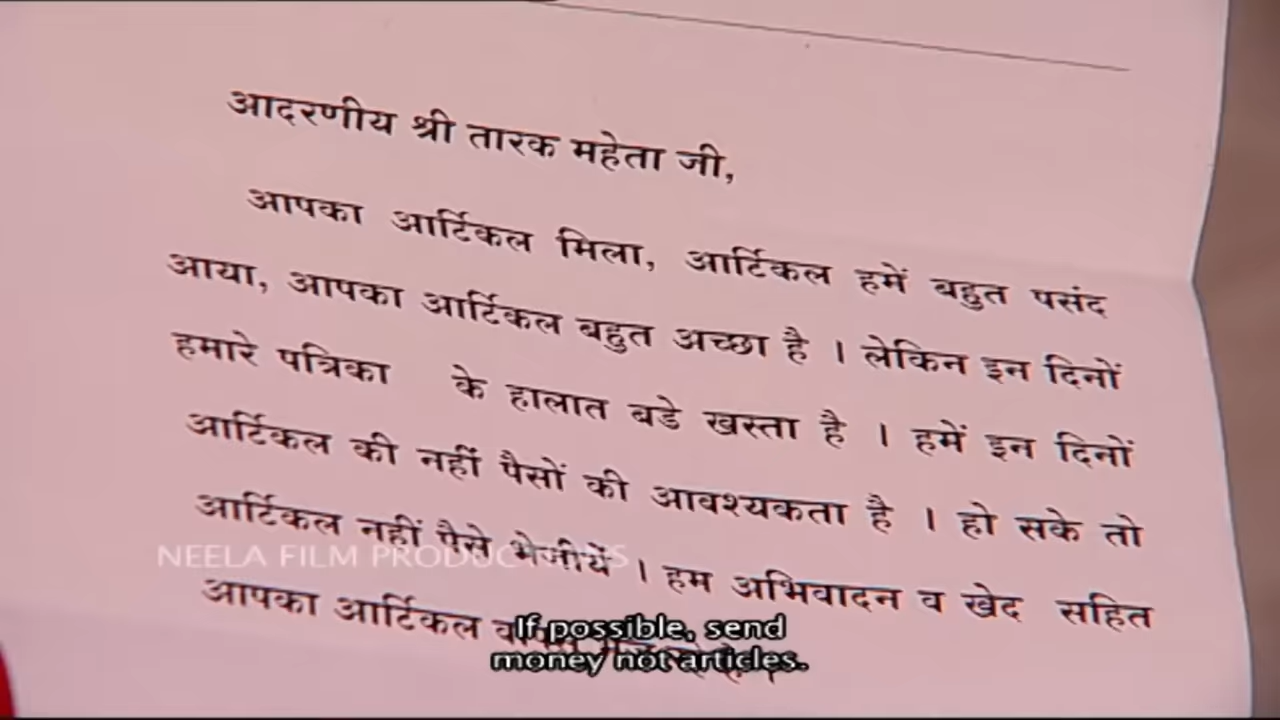 आदरणीय श्री तारक महेता जी,
आपका आर्टिकल मिला, आर्टिकल हमें बहुत पसंद
आया, आपका आर्टिकल बहुत अच्छा है । लेकिन इन दिनों
हमारे पत्रिका के हालात बडे खस्ता है । हमें इन दिनों
आर्टिकल की नहीं पैसों की आवश्यकता है । हो सके तो
आर्टिकल नहीं पैसे भेजीयें । हम अभिवादन व खेद सहित
NEELA FILM PRODUCTIONS
आपका आर्टिकल
If possible, send
money not articles.